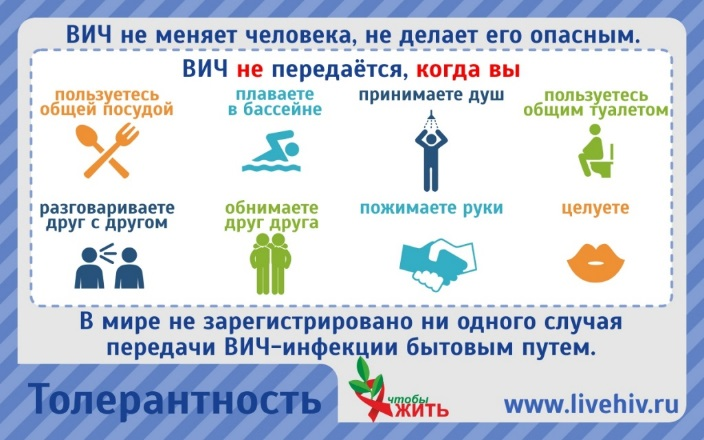 ВИЧ не меняет человека, не делает его опасным.
ВИЧ не передаётся, когда вы
пользуетесь
общей посудой
плаваете
в бассейне
принимаете душ
пользуетесь
общим туалетом
разговариваете
друг с другом
обнимаете
друг друга
пожимаете руки
целуете
В мире не зарегистрировано ни одного случая
передачи ВИЧ-инфекции бытовым путем.
Толерантность
чтобы
ЖИТЬ
www.livehiv.ru